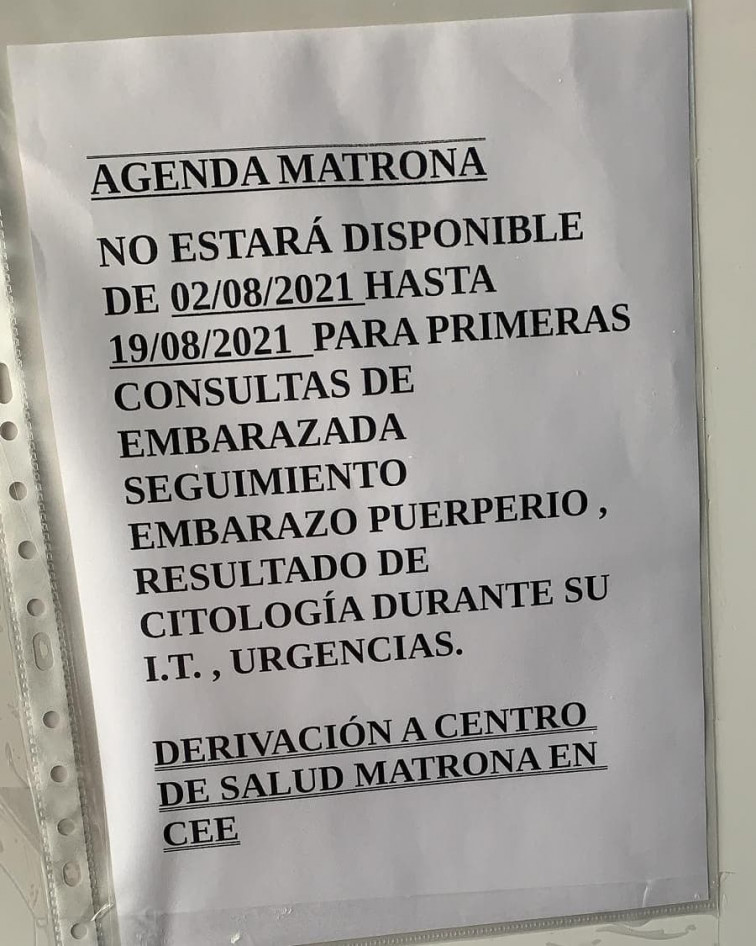 AGENDA MATRONA
NO ESTARÁ DISPONIBLE
DE 02/08/2021 HASTA
19/08/2021 PARA PRIMERAS
CONSULTAS DE
EMBARAZADA
SEGUIMIENTO
EMBARAZO PUERPERIO ,
RESULTADO DE
CITOLOGÍA DURANTE SU
I.T. , URGENCIAS.
DERIVACIÓN A CENTRO
DE SALUD MATRONA EN
CEE